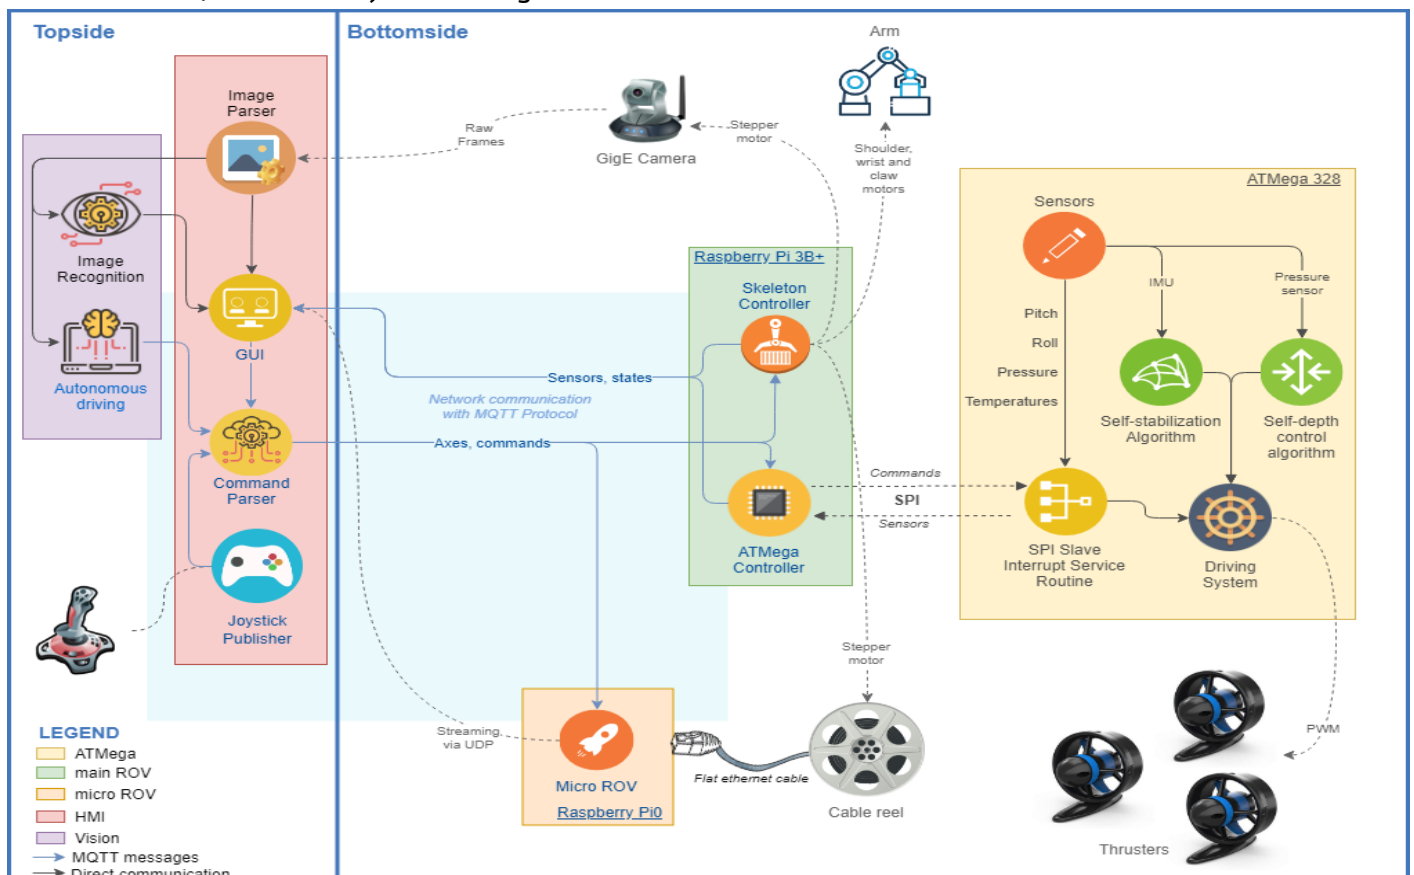 Topside
Bottomside
Arm
Image
Parser
Raw
Frames
GigE Camera
Stepper
motor
Shoulder,
wrist and
claw
motors
ATMega 328
Sensors
Image
Recognition
Raspberry Pi 3B+
Skeleton
Controller
IMU
Pressure
sensor
Pitch
Roll
Pressure
Temperatures
GUI
Autonomous
driving
Sensors, states
Network communication
with MQTT Protocol
Axes, commands
Self-stabilization
Algorithm
Self-depth
control
algorithm
Command
Parser
Commands
SPI
Sensors
ATMega
Controller
SPI Slave
Interrupt Service
Routine
Driving
System
Joystick
Publisher
Stepper
motor
Streaming,
via UDP
PWM
Micro ROV
Raspberry Pi0
Flat ethernet cable
Cable reel
Thrusters
LEGEND
ATMega
main ROV
micro ROV
HMI
Vision
MQTT messages
Direct communication